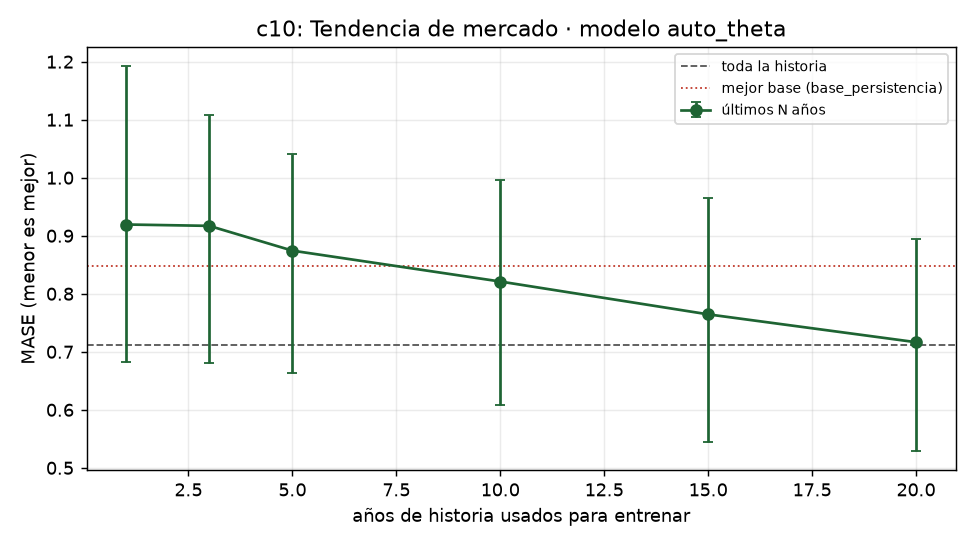 c10: Tendencia de mercado · modelo auto_theta
toda la historia
mejor base (base_persistencia)
últimos N años
MASE (menor es mejor)
1.2
1.1
1.0
0.9
0.8
0.7
0.6
0.5
2.5
5.0
7.5
10.0
12.5
15.0
17.5
20.0
años de historia usados para entrenar